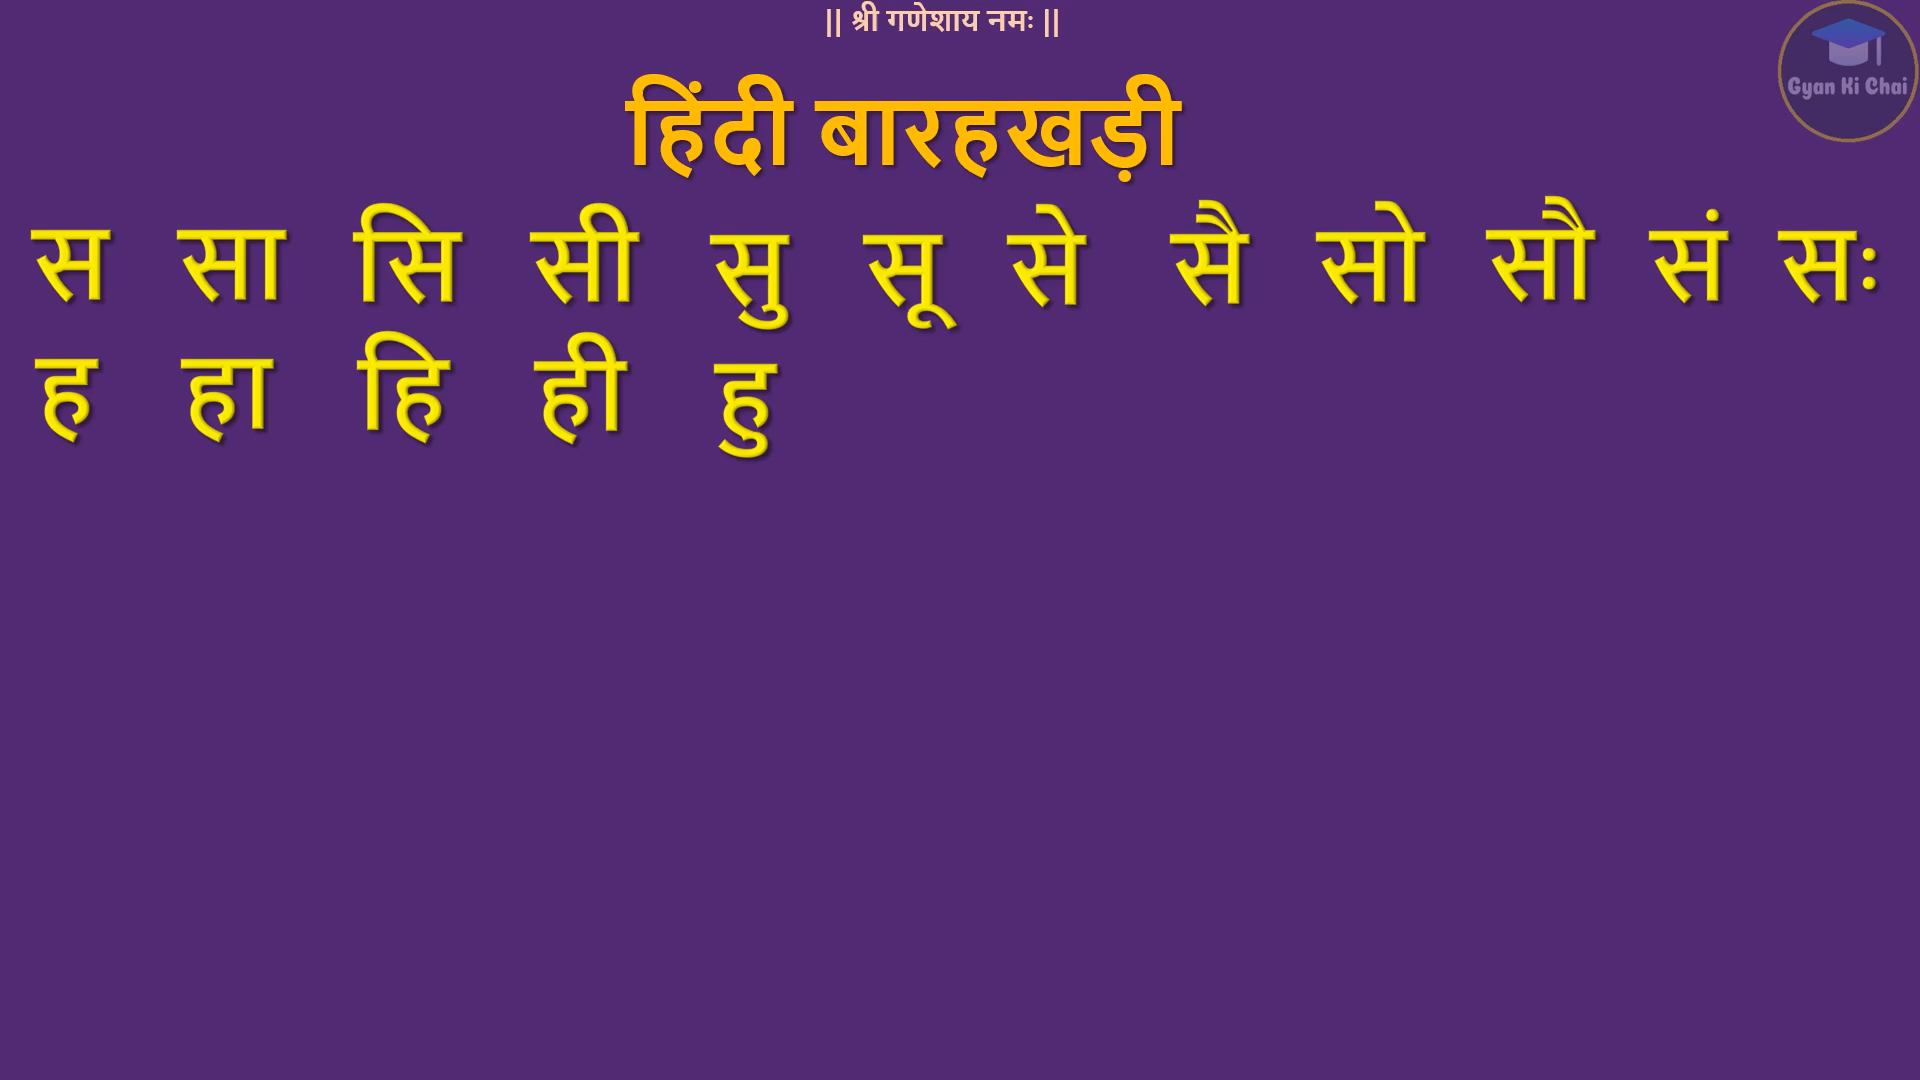 || श्री गणेशाय नमः ||
Gyan Ki Chai
हिंदी बारहखड़ी
स सा सि सी सु सू से सै सो सौ सं सः
ह हा हि ही हु